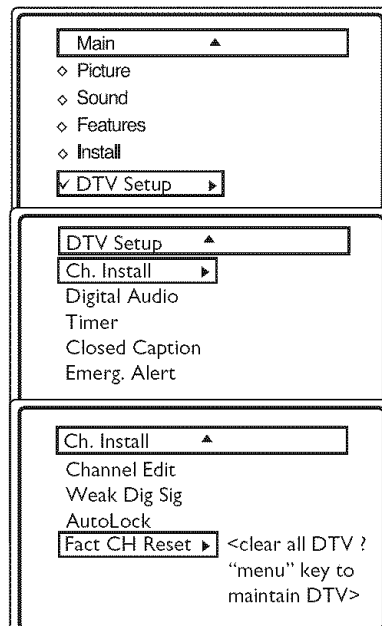 Main
Picture
Sound
Features
Install
DTV Setup
DTV Setup
Ch. Install
Digital Audio
Timer
Closed Caption
Emerg. Alert
Ch. Install
Channel Edit
Weak Dig Sig
AutoLock
Fact CH Reset <clear all DTV ?
"menu" key to
maintain DTV>